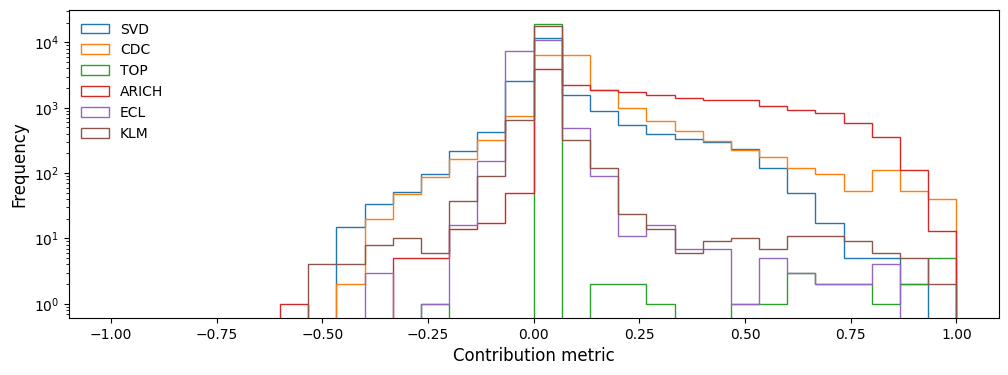 SVD
CDC
TOP
ARICH
ECL
KLM
Frequency
10⁴
10³
10²
10¹
10⁰
−1.00 −0.75 −0.50 −0.25 0.00 0.25 0.50 0.75 1.00
Contribution metric